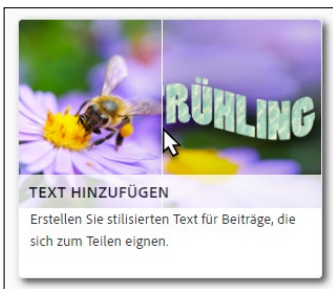 RÜHLING
TEXT HINZUFÜGEN
Erstellen Sie stilisierten Text für Beiträge, die
sich zum Teilen eignen.